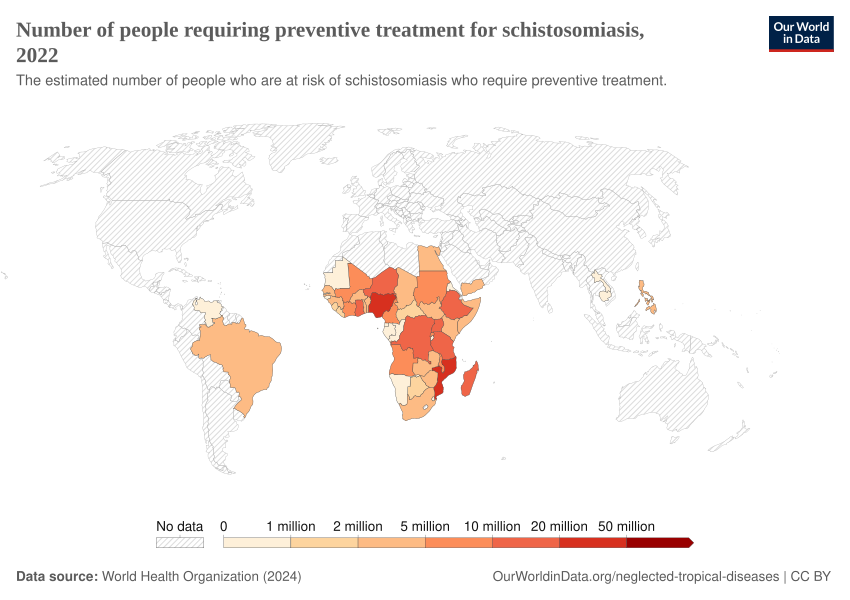 Number of people requiring preventive treatment for schistosomiasis,
2022
Our World
in Data
The estimated number of people who are at risk of schistosomiasis who require preventive treatment.
No data
0
1 million
2 million
5 million
10 million
20 million
50 million
Data source: World Health Organization (2024)
OurWorldinData.org/neglected-tropical-diseases | CC BY